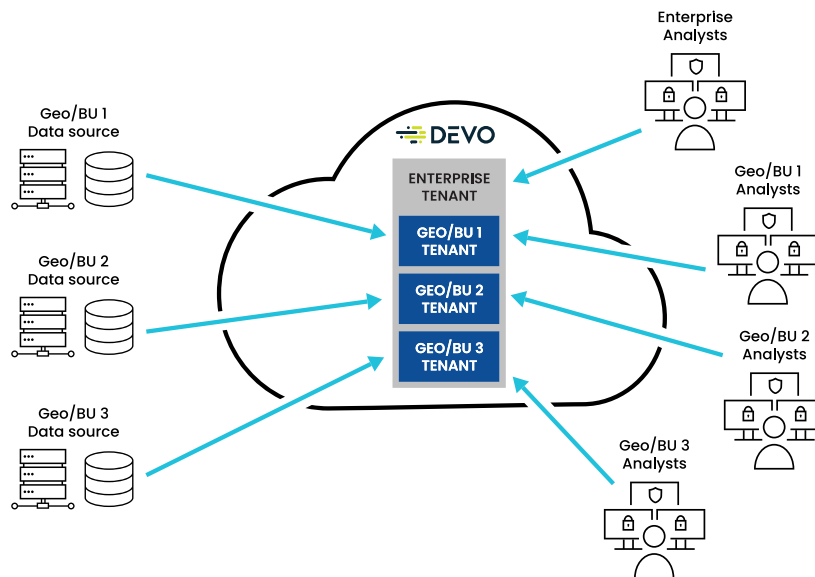 Enterprise
Analysts
Geo/BU 1
Data source
DEVO
ENTERPRISE
TENANT
Geo/BU 1
Analysts
GEO/BU 1
TENANT
Geo/BU 2
Data source
GEO/BU 2
TENANT
Geo/BU 2
Analysts
GEO/BU 3
TENANT
Geo/BU 3
Data source
Geo/BU 3
Analysts